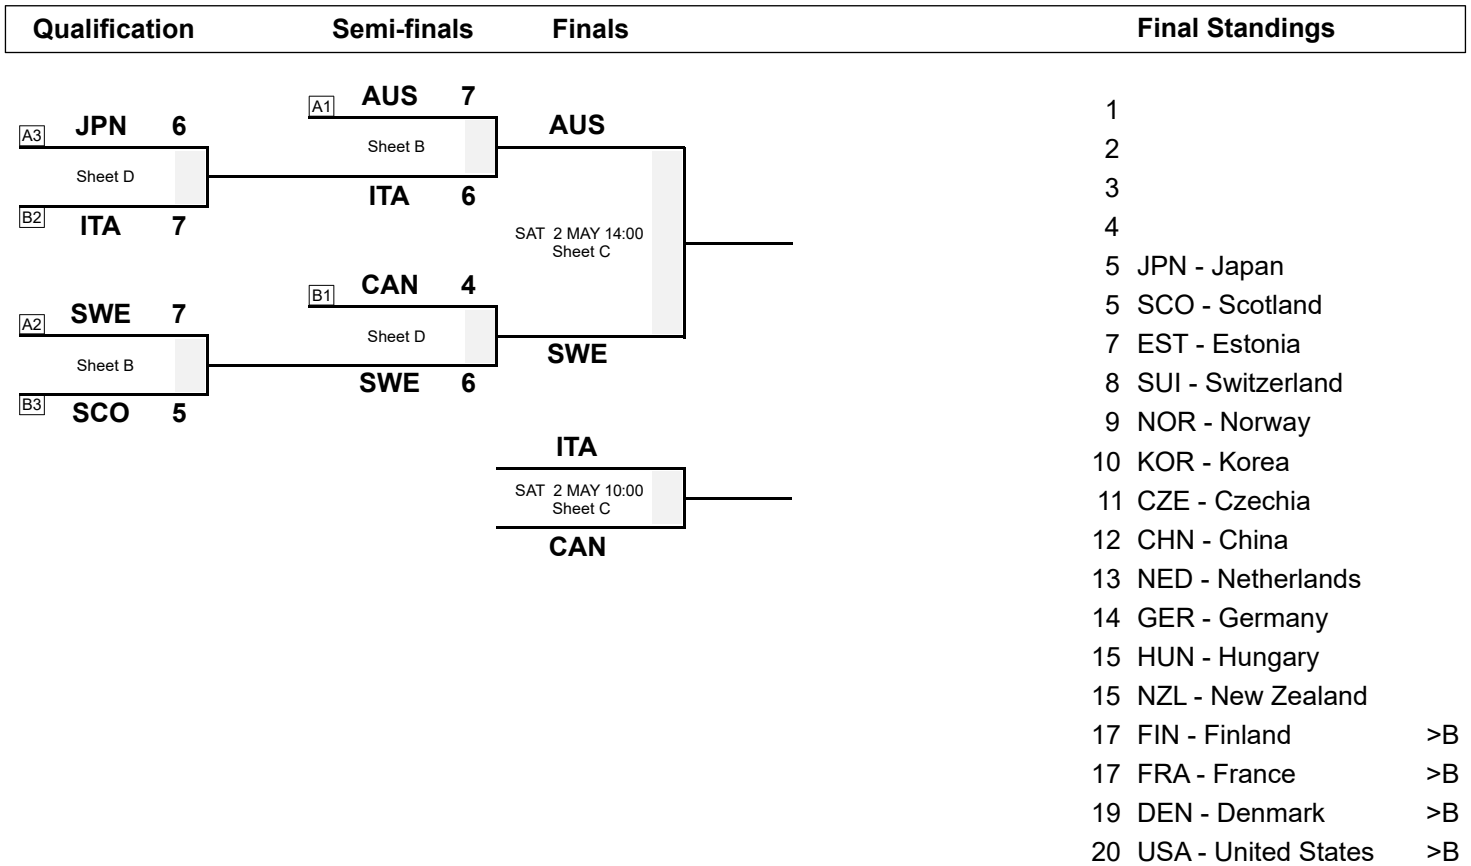 Qualification Semi-finals Finals Final Standings
A3 JPN 6
Sheet D
B2 ITA 7
A2 SWE 7
Sheet B
B3 SCO 5
A1 AUS 7
Sheet B
ITA 6
B1 CAN 4
Sheet D
SWE 6
AUS
SAT 2 MAY 14:00
Sheet C
SWE
ITA
SAT 2 MAY 10:00
Sheet C
CAN
1
2
3
4
5 JPN - Japan
5 SCO - Scotland
7 EST - Estonia
8 SUI - Switzerland
9 NOR - Norway
10 KOR - Korea
11 CZE - Czechia
12 CHN - China
13 NED - Netherlands
14 GER - Germany
15 HUN - Hungary
15 NZL - New Zealand
17 FIN - Finland >B
17 FRA - France >B
19 DEN - Denmark >B
20 USA - United States >B